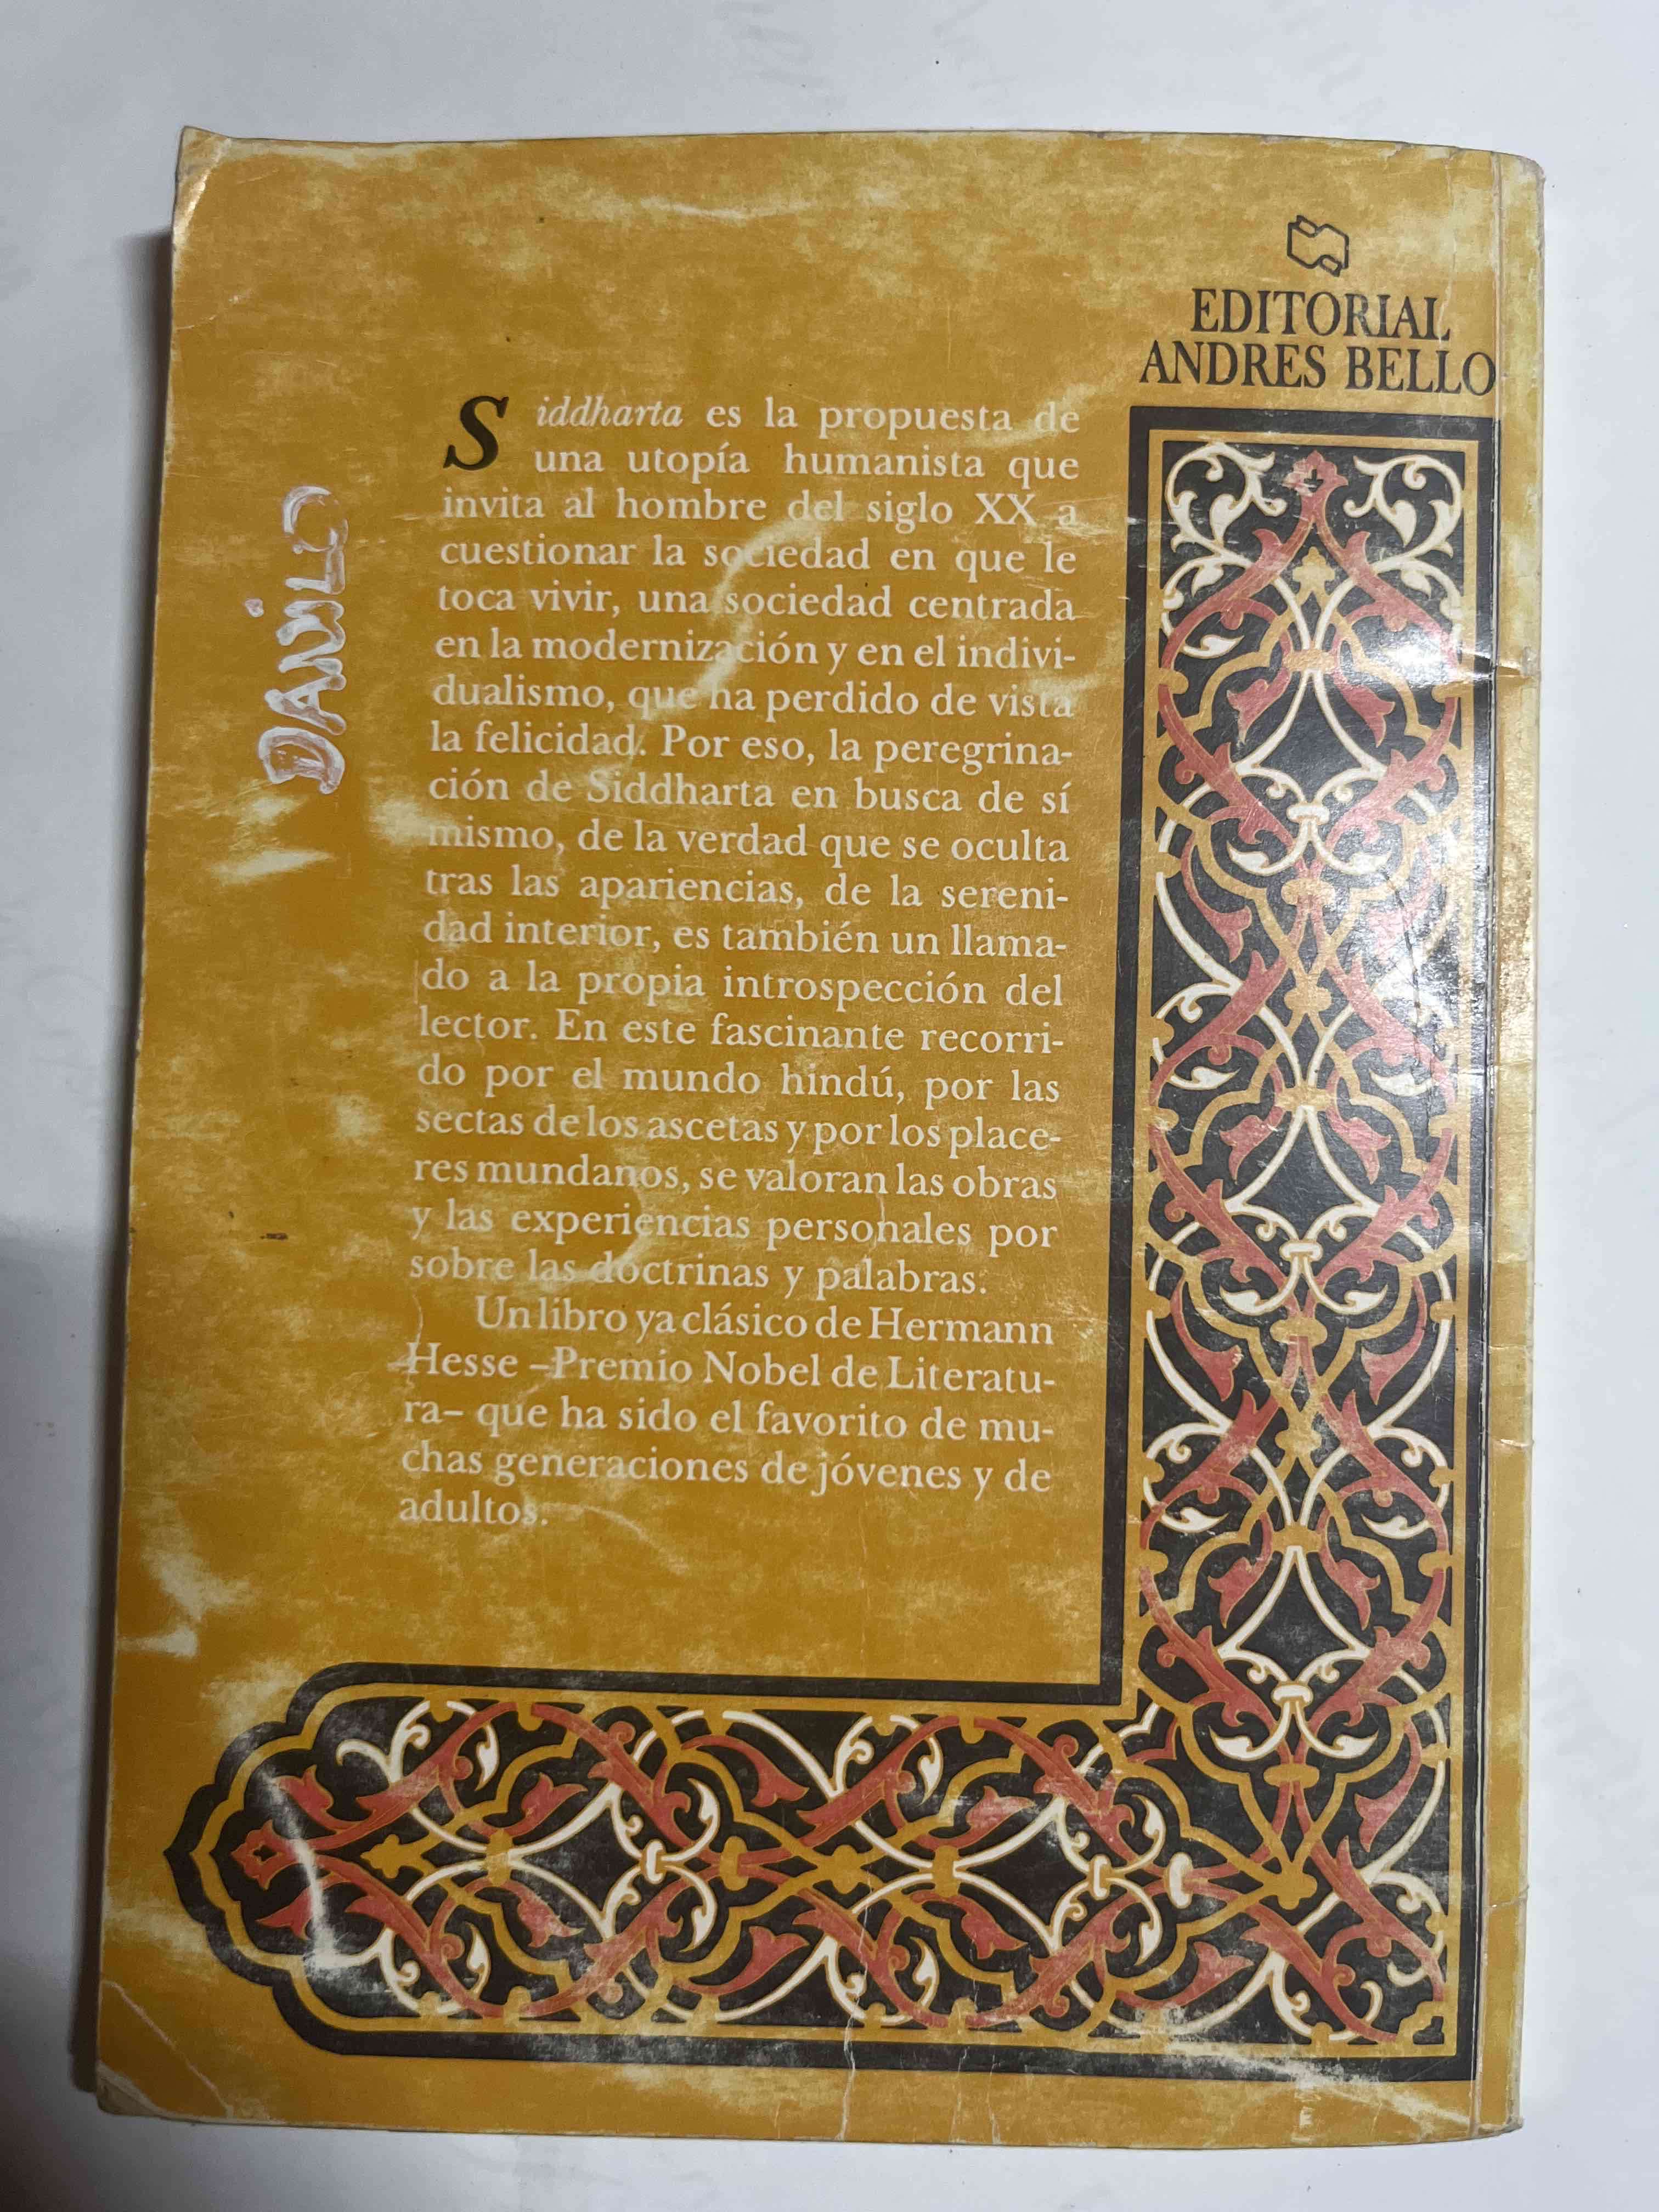 EDITORIAL
ANDRES BELLO
Siddharta es la propuesta de
una utopía humanista que
invita al hombre del siglo XX a
cuestionar la sociedad en que le
toca vivir, una sociedad centrada
en la modernización y en el indivi-
dualismo, que ha perdido de vista
la felicidad. Por eso, la peregrina-
ción de Siddharta en busca de sí
mismo, de la verdad que se oculta
tras las apariencias, de la sereni-
dad interior, es también un llama-
do a la propia introspección del
lector. En este fascinante recorri-
do por el mundo hindú, por las
sectas de los ascetas y por los place-
res mundanos, se valoran las obras
y las experiencias personales por
sobre las doctrinas y palabras.
Un libro ya clásico de Hermann
Hesse –Premio Nobel de Literatu-
ra– que ha sido el favorito de mu-
chas generaciones de jóvenes y de
adultos.
DANiLO